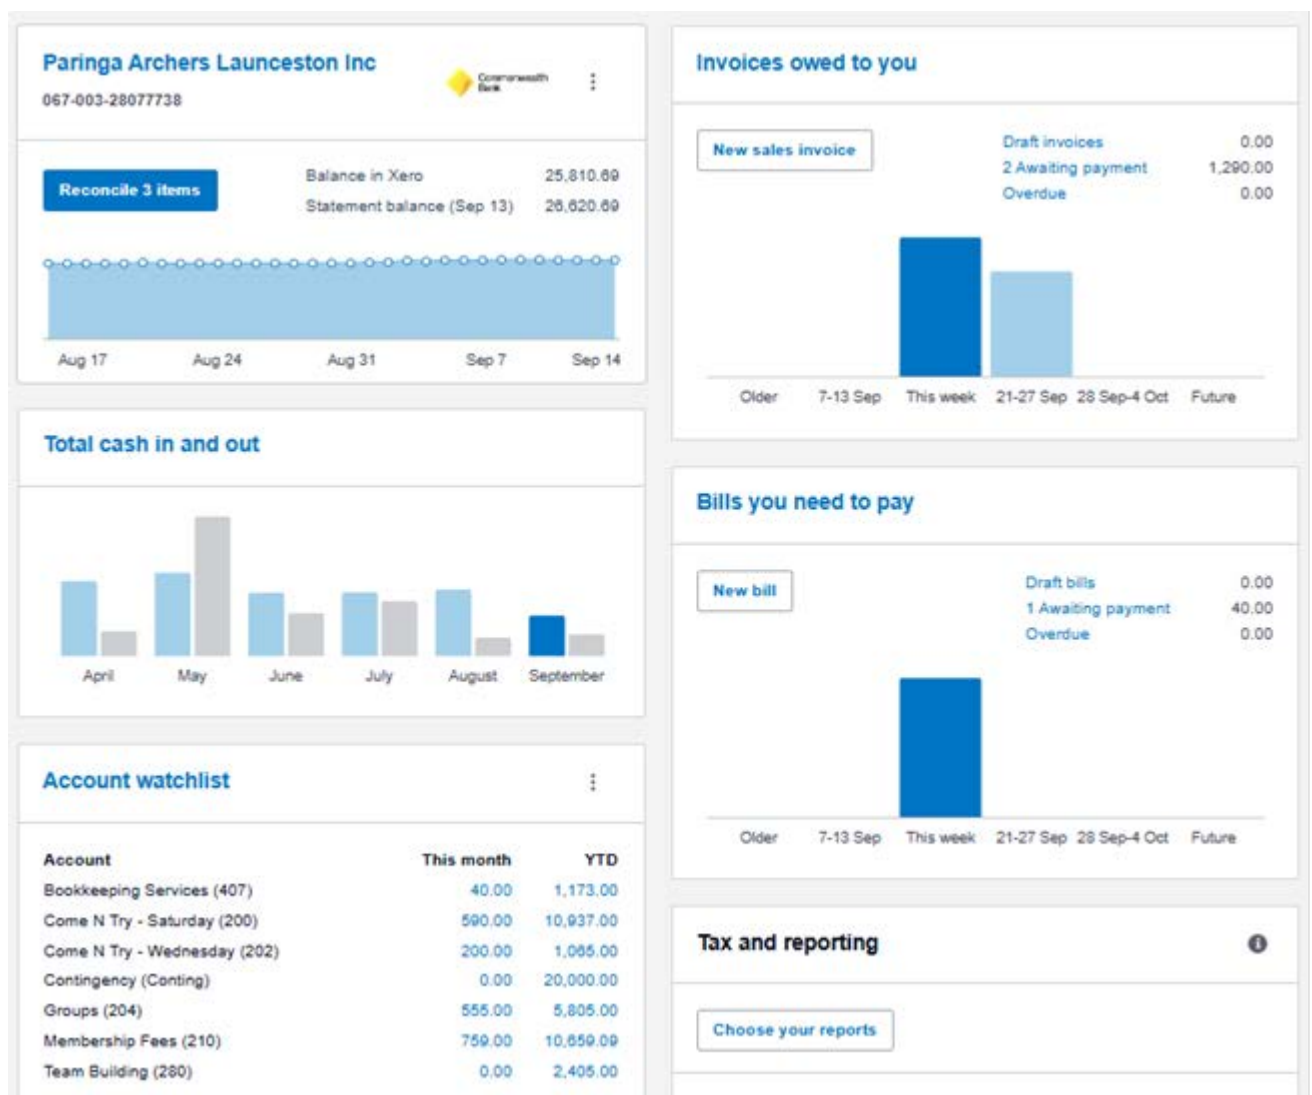 Paringa Archers Launceston Inc
067-003-28077738
Commonwealth
Bank
Reconcile 3 items
Balance in Xero 25,810.69
Statement balance (Sep 13) 26,620.69
Aug 17 Aug 24 Aug 31 Sep 7 Sep 14
Total cash in and out
April May June July August September
Account watchlist
Account This month YTD
Bookkeeping Services (407) 40.00 1,173.00
Come N Try - Saturday (200) 590.00 10,937.00
Come N Try - Wednesday (202) 200.00 1,065.00
Contingency (Conting) 0.00 20,000.00
Groups (204) 555.00 5,805.00
Membership Fees (210) 759.00 10,659.09
Team Building (280) 0.00 2,405.00
Invoices owed to you
New sales invoice
Draft invoices 0.00
2 Awaiting payment 1,290.00
Overdue 0.00
Older 7-13 Sep This week 21-27 Sep 28 Sep-4 Oct Future
Bills you need to pay
New bill
Draft bills 0.00
1 Awaiting payment 40.00
Overdue 0.00
Older 7-13 Sep This week 21-27 Sep 28 Sep-4 Oct Future
Tax and reporting
Choose your reports